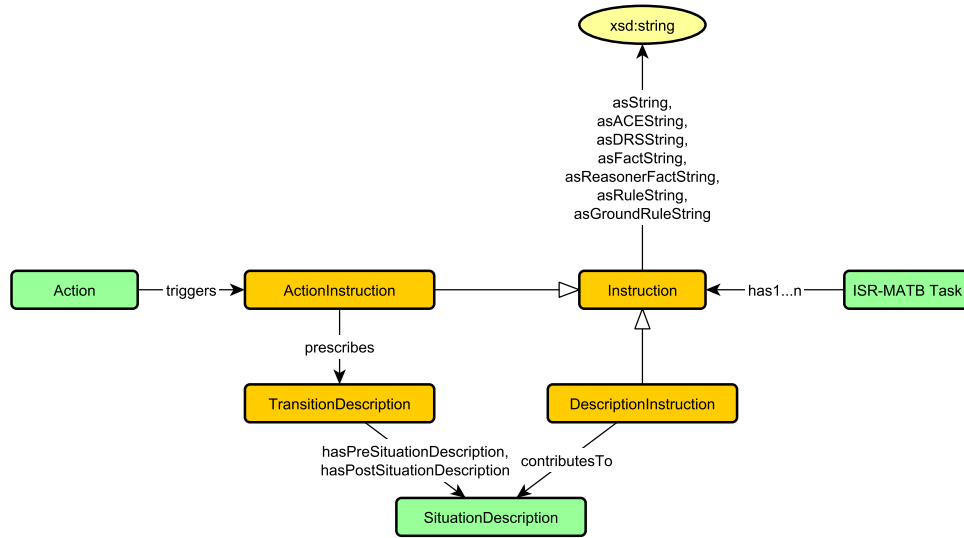 xsd:string
asString,
asACEString,
asDRSString,
asFactString,
asReasonerFactString,
asRuleString,
asGroundRuleString
Action
triggers
ActionInstruction
Instruction
has1...n
ISR-MATB Task
prescribes
TransitionDescription
DescriptionInstruction
hasPreSituationDescription,
hasPostSituationDescription
contributesTo
SituationDescription